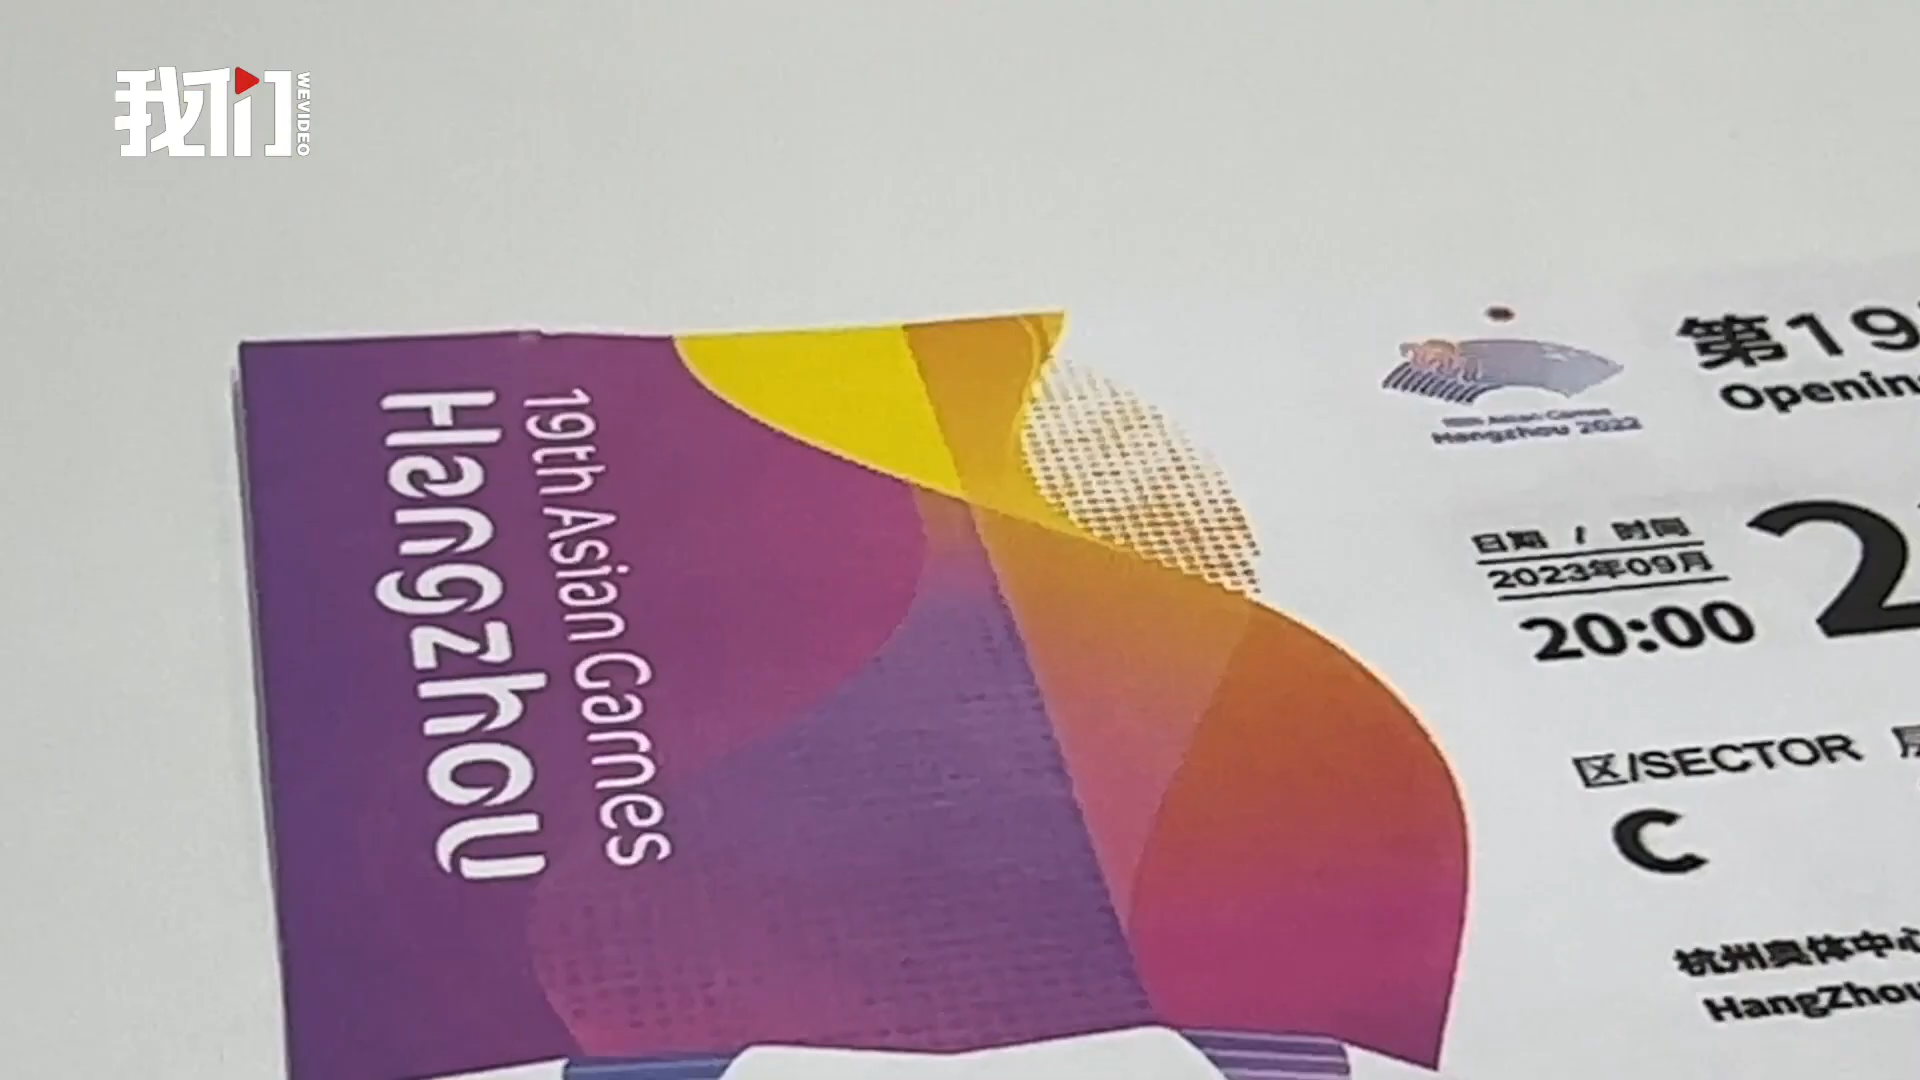 我们
WEVIDEO
19th Asian Games
Hangzhou
19th Asian Games
Hangzhou 2022
第19
Openin
日期 / 时间
2023年09月
20:00
2
区/SECTOR
C
杭州奥体中心
HangZhou